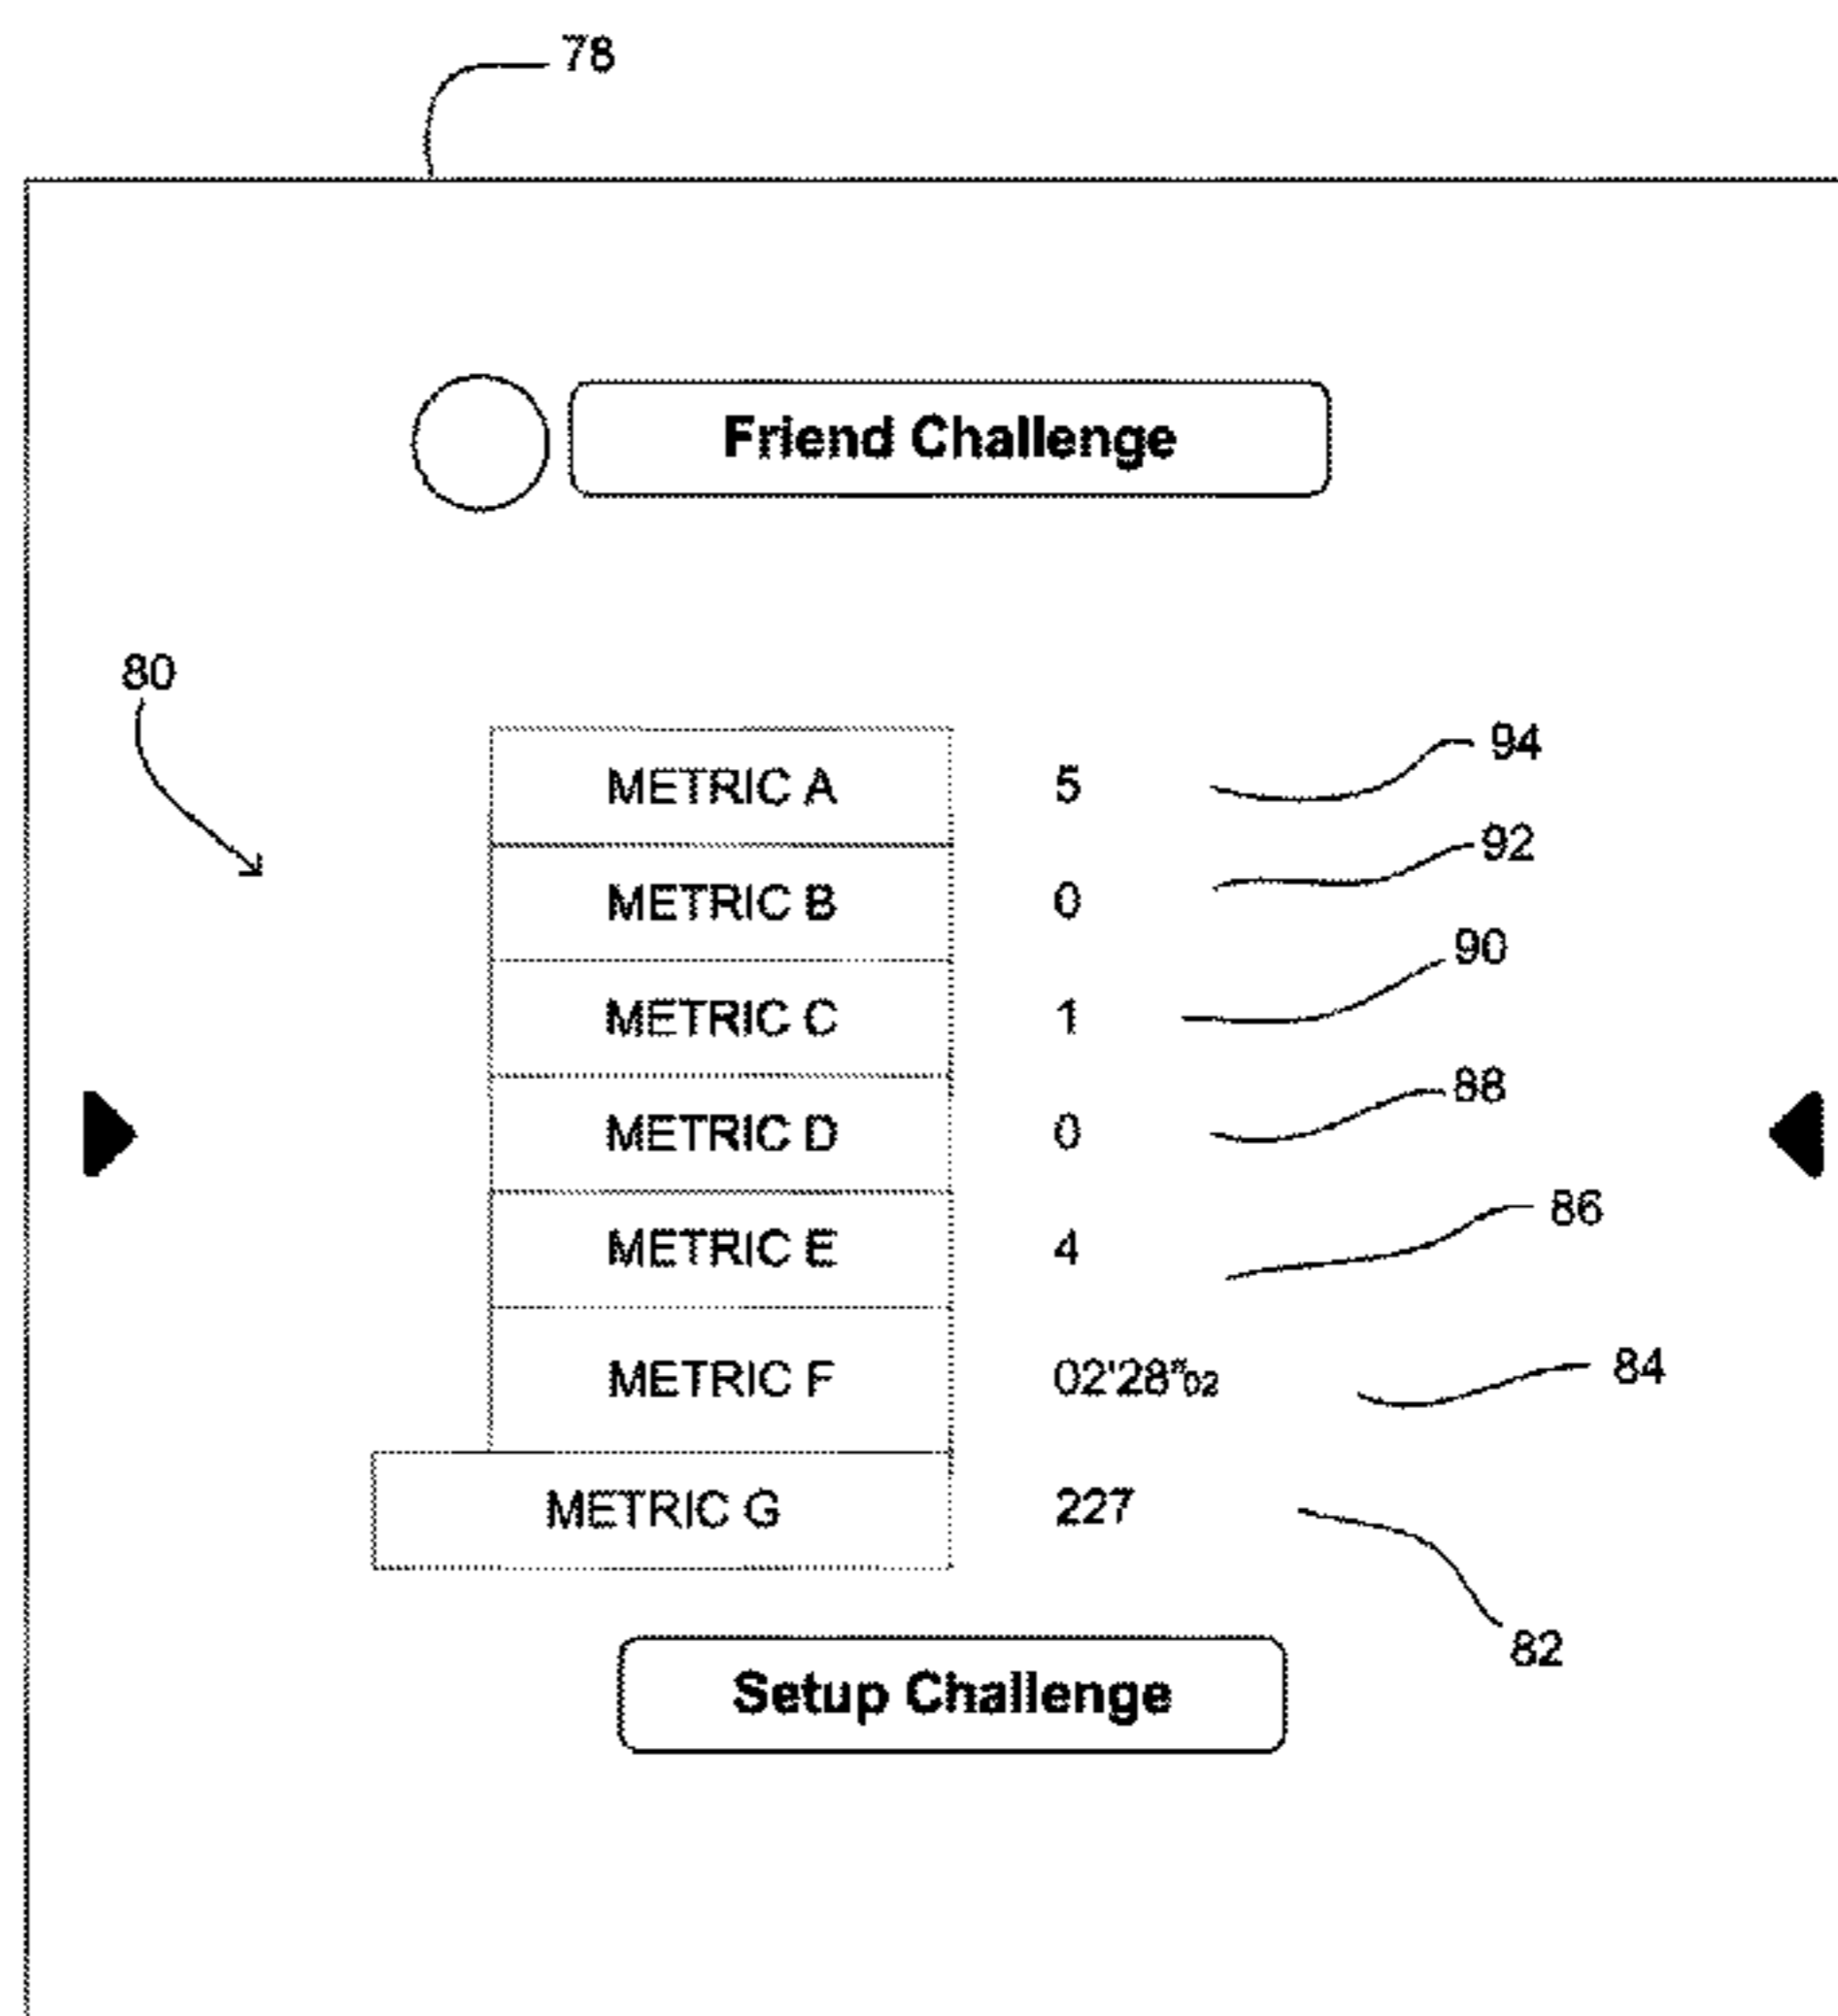 78
Friend Challenge
80
METRIC A 5 94
METRIC B 0 92
METRIC C 1 90
METRIC D 0 88
METRIC E 4 86
METRIC F 02'28"02 84
METRIC G 227 82
Setup Challenge